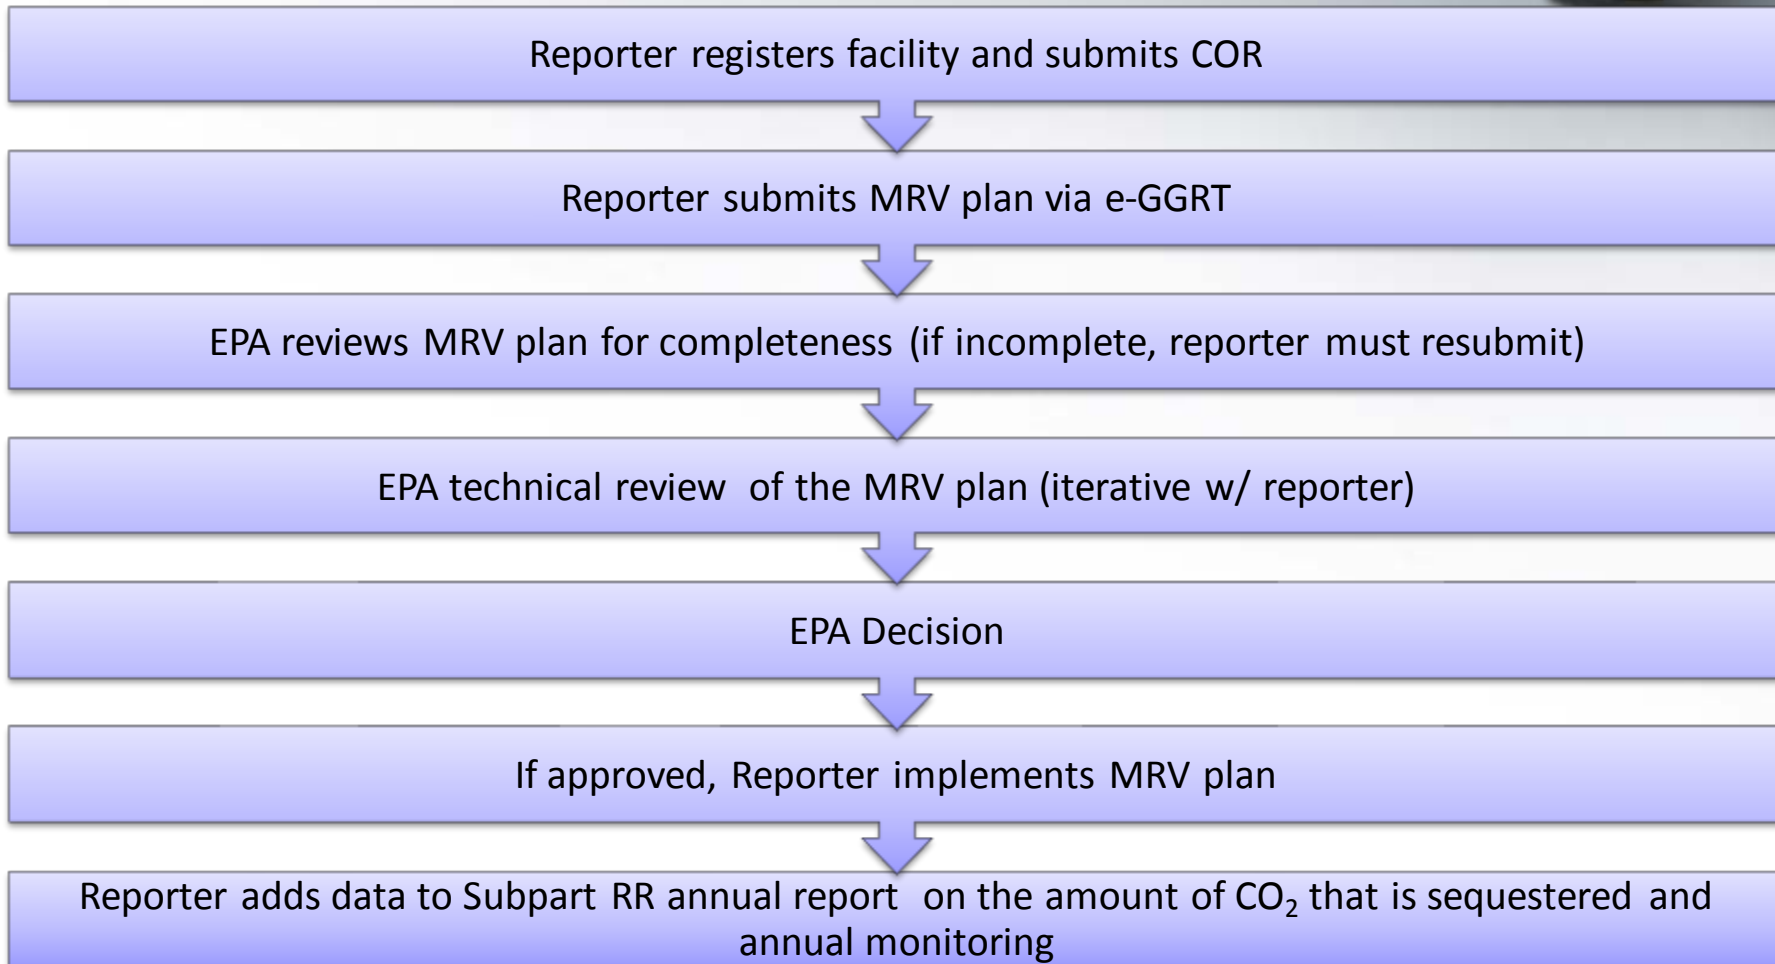 Reporter registers facility and submits COR
Reporter submits MRV plan via e-GGRT
EPA reviews MRV plan for completeness (if incomplete, reporter must resubmit)
EPA technical review of the MRV plan (iterative w/ reporter)
EPA Decision
If approved, Reporter implements MRV plan
Reporter adds data to Subpart RR annual report on the amount of CO₂ that is sequestered and
annual monitoring